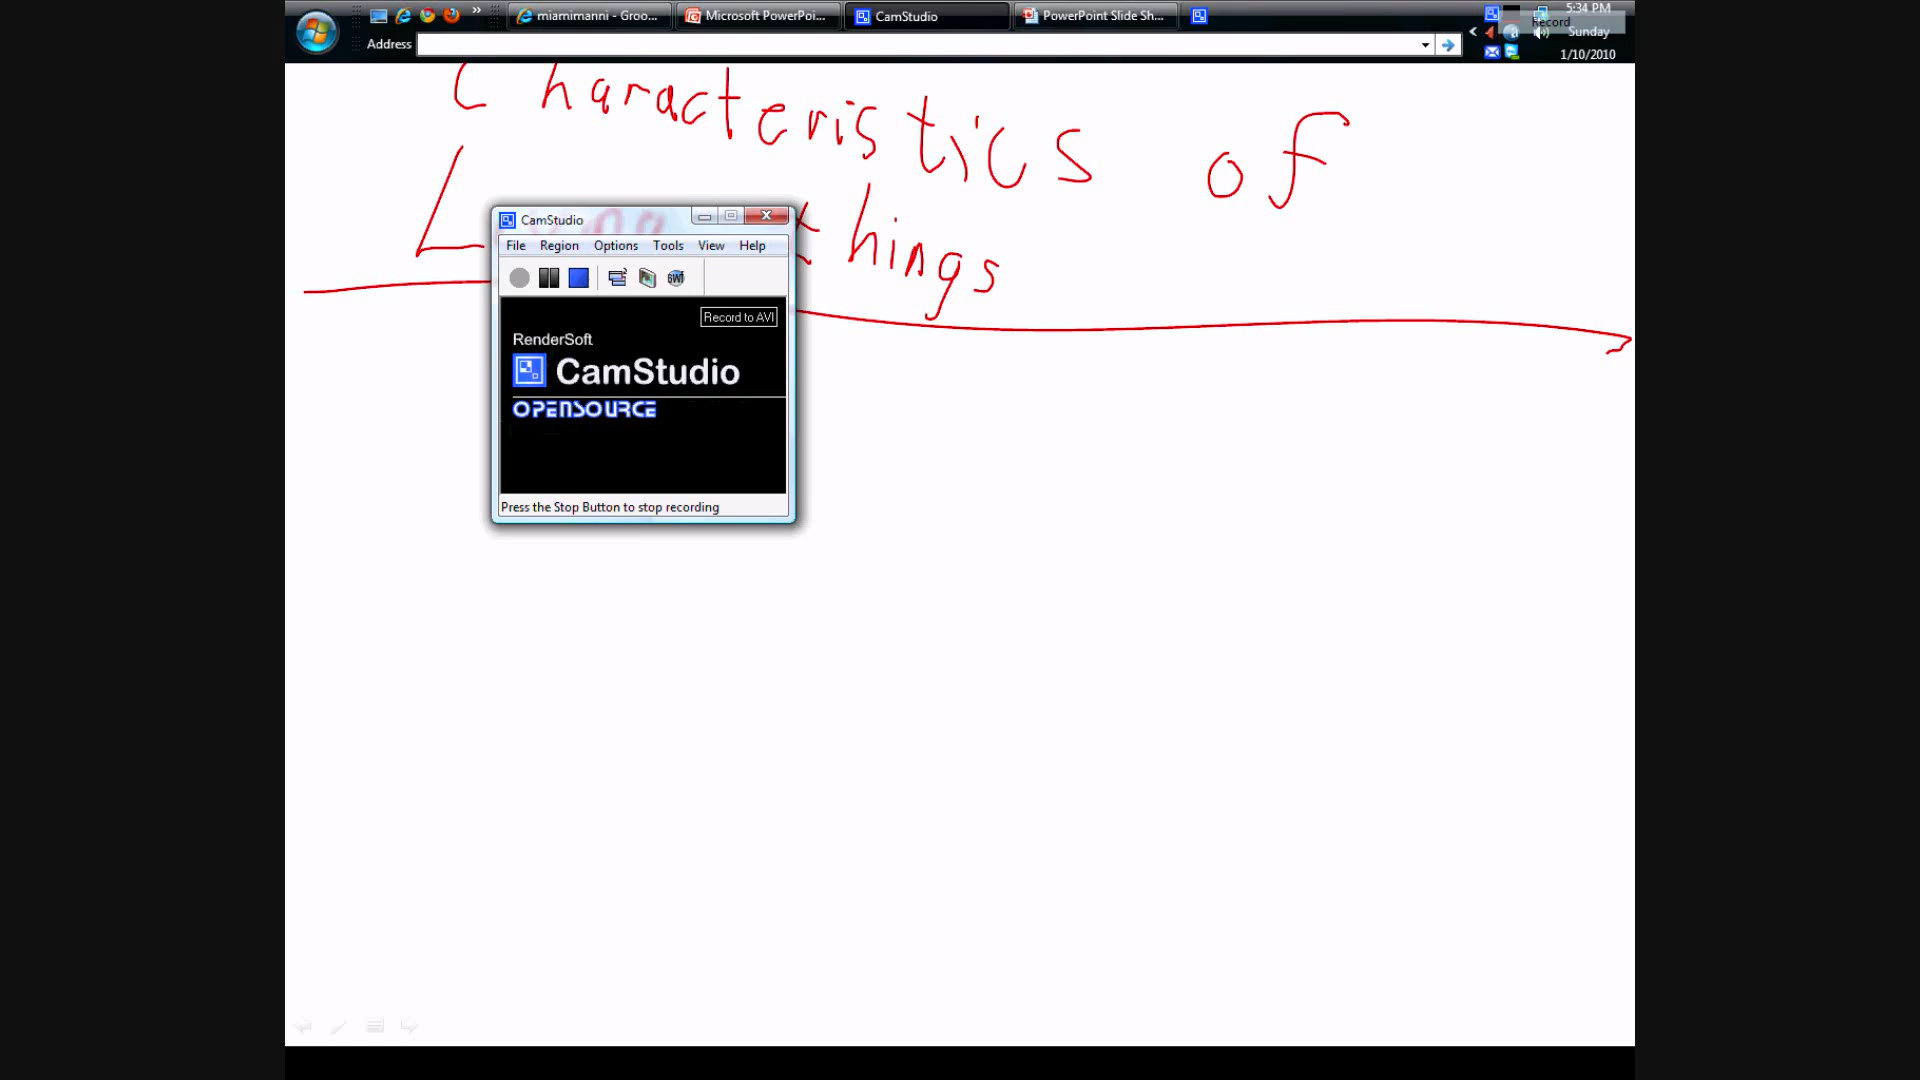 miamimanni - Groo...
Microsoft PowerPoi...
CamStudio
PowerPoint Slide Sh...
5:34 PM
Record
Address
Sunday
1/10/2010
Characteristics of
Living things
CamStudio
File Region Options Tools View Help
Record to AVI
RenderSoft
CamStudio
OPENSOURCE
Press the Stop Button to stop recording